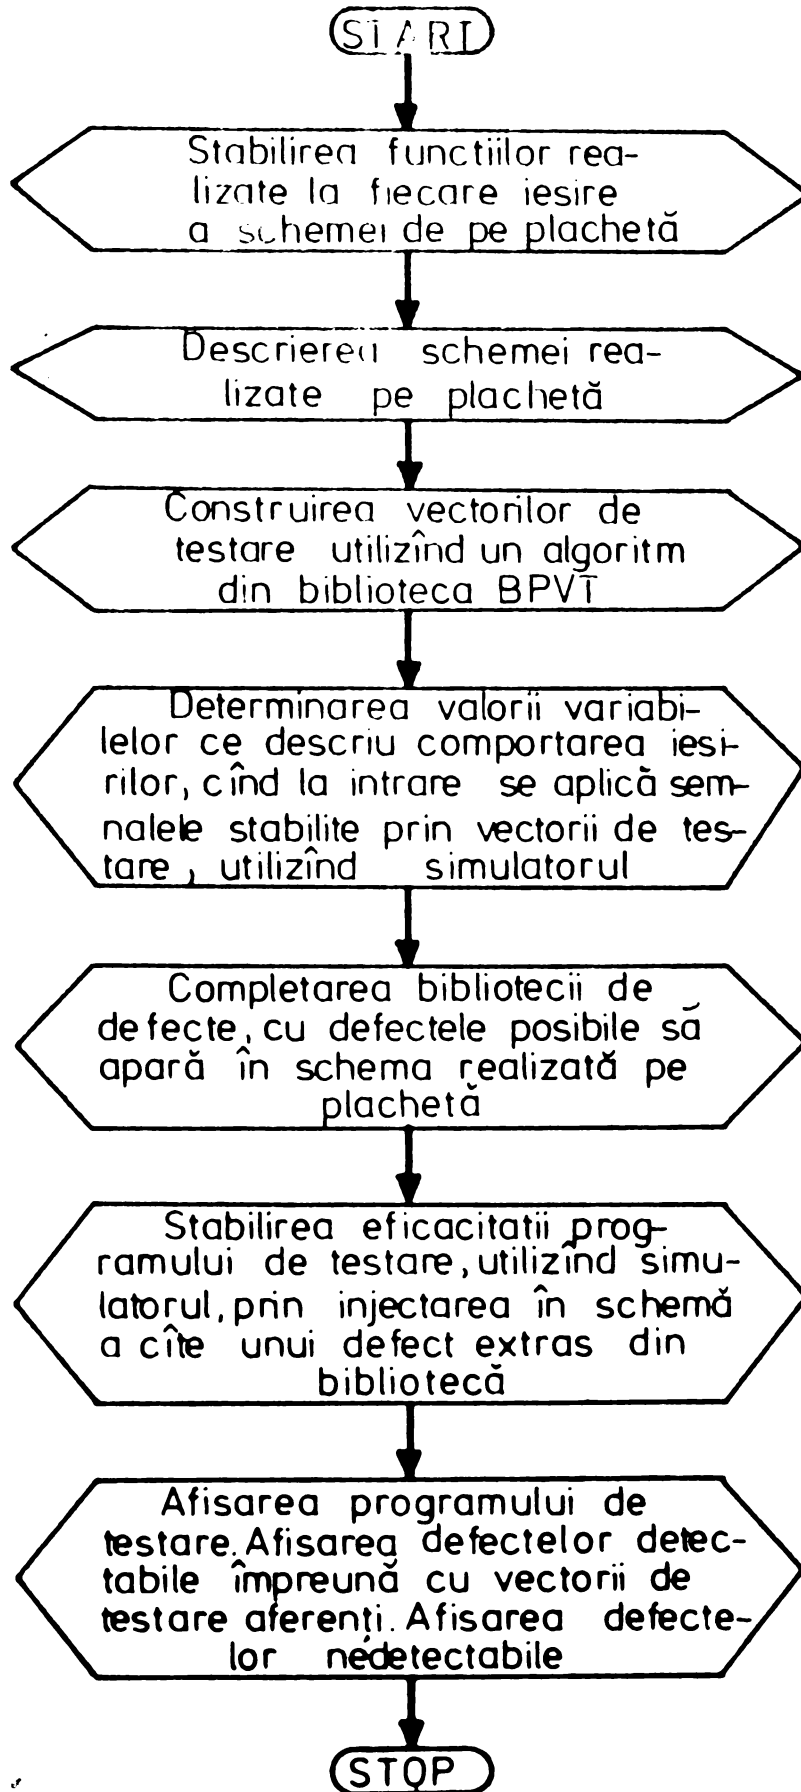 START
Stabilirea functiilor rea-
lizate la fiecare iesire
a schemei de pe plachetă
Descrierea schemei rea-
lizate pe plachetă
Construirea vectorilor de
testare utilizînd un algoritm
din biblioteca BPVT
Determinarea valorii variabi-
lelor ce descriu comportarea iesi-
rilor, cînd la intrare se aplică sem-
nalele stabilite prin vectorii de tes-
tare, utilizînd simulatorul
Completarea bibliotecii de
defecte, cu defectele posibile să
apară în schema realizată pe
plachetă
Stabilirea eficacitatii prog-
ramului de testare, utilizînd simu-
latorul, prin injectarea în schemă
a cîte unui defect extras din
bibliotecă
Afisarea programului de
testare. Afisarea defectelor detec-
tabile împreună cu vectorii de
testare aferenți. Afisarea defecte-
lor nedetectabile
STOP